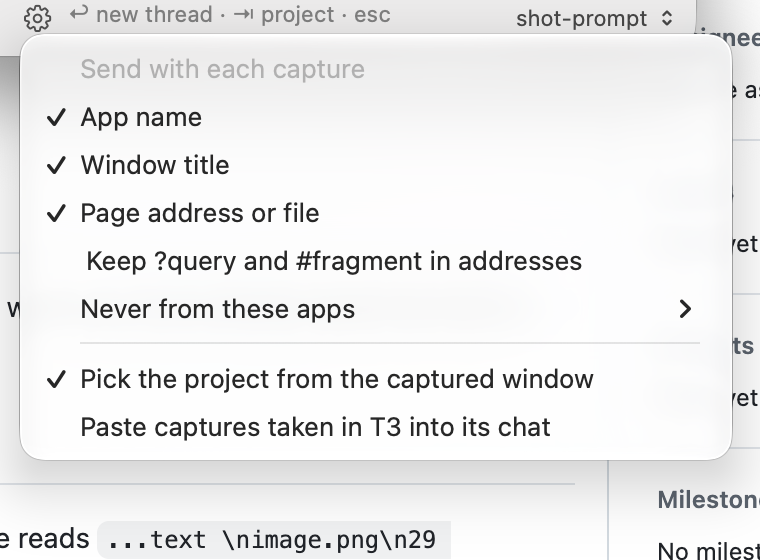 new thread · project · esc
shot-prompt
Send with each capture
✓ App name
✓ Window title
✓ Page address or file
Keep ?query and #fragment in addresses
Never from these apps
✓ Pick the project from the captured window
Paste captures taken in T3 into its chat
reads ...text \nimage.png\n29
Milestone
No milest